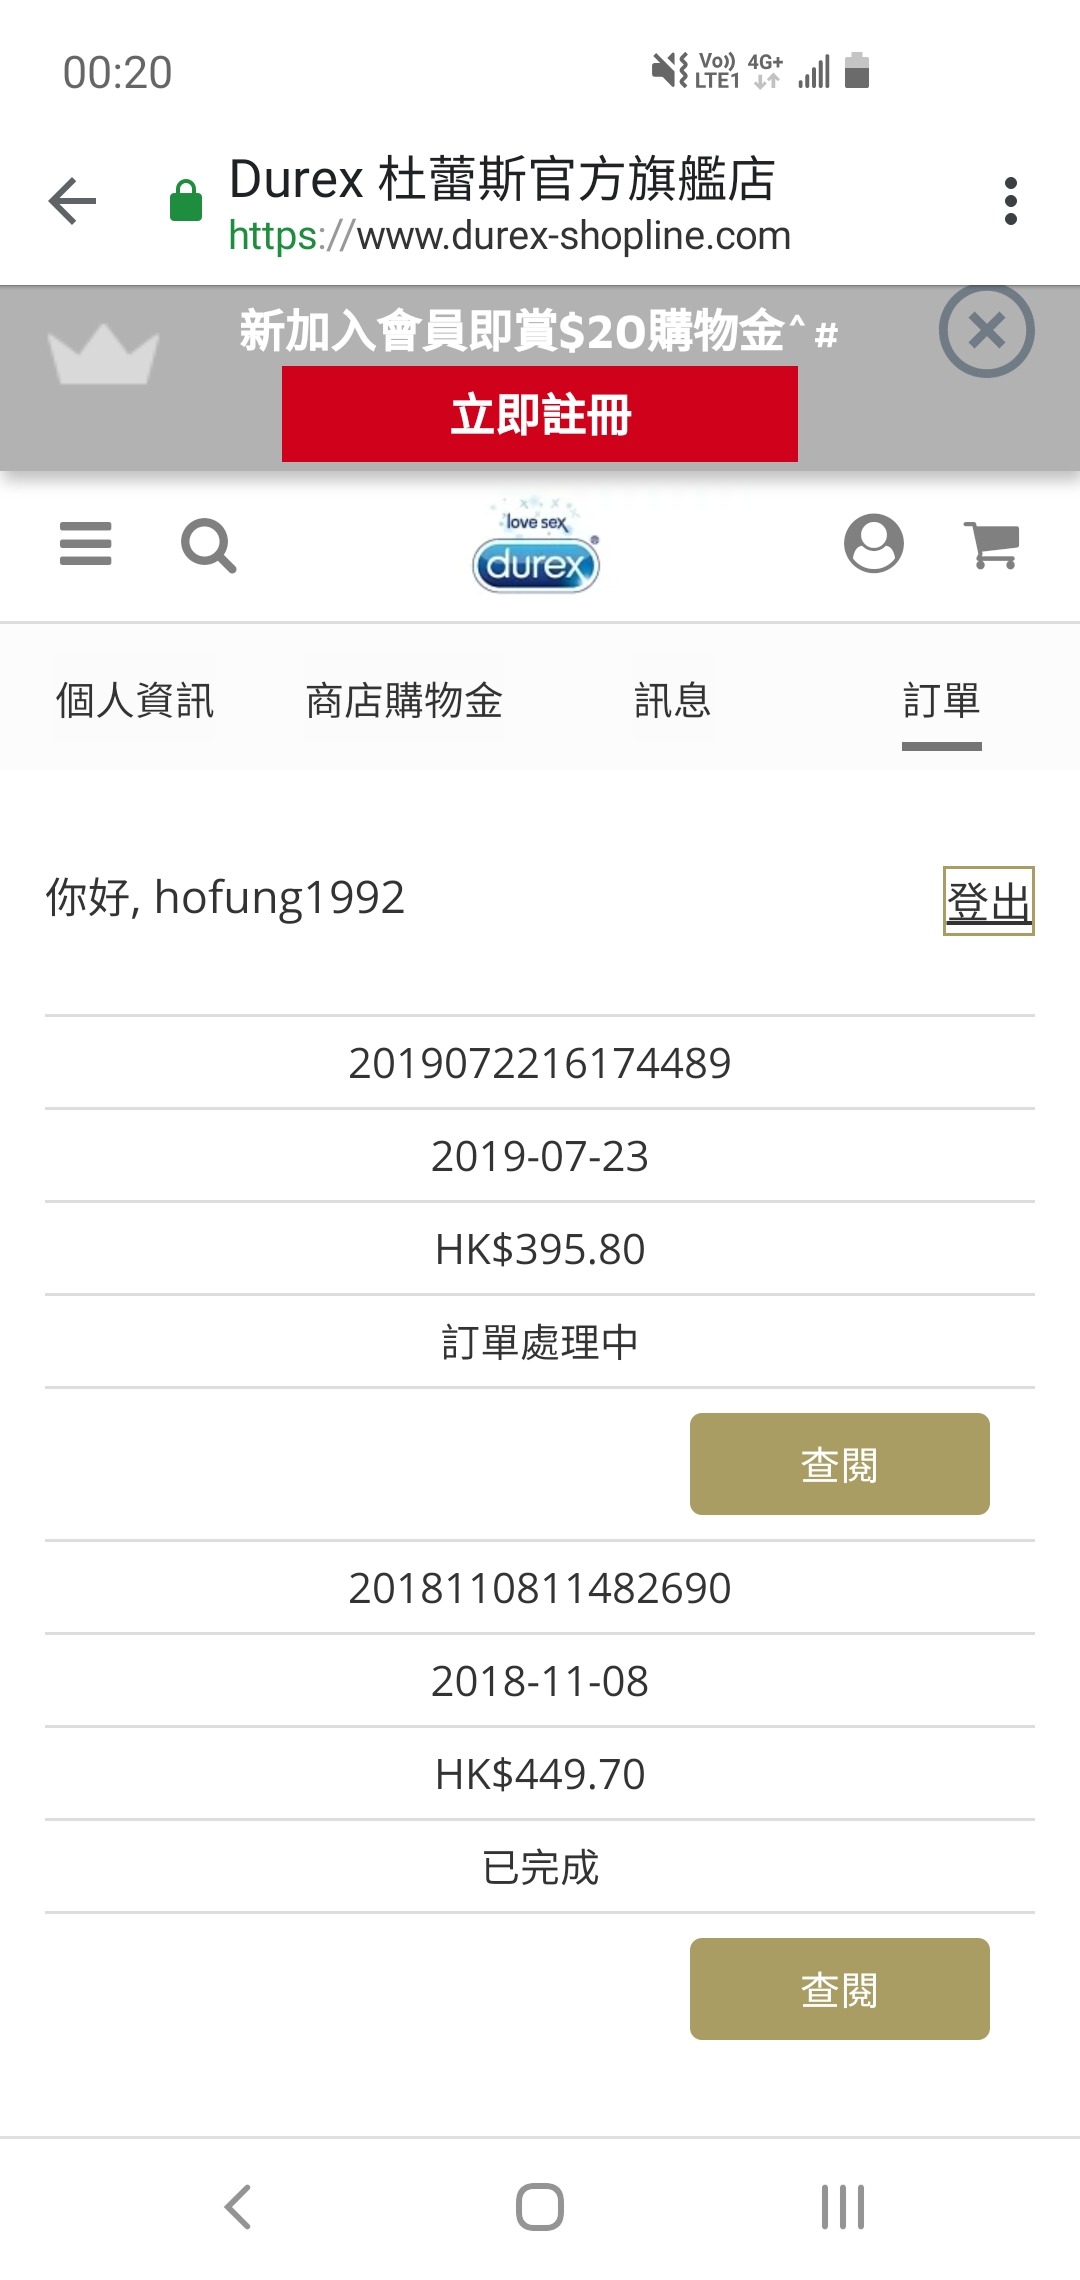 00:20
Vo)) LTE1 4G+
Durex 杜蕾斯官方旗艦店
https://www.durex-shopline.com
新加入會員即賞$20購物金^ #
立即註冊
love sex
durex
個人資訊 商店購物金 訊息 訂單
你好, hofung1992 登出
2019072216174489
2019-07-23
HK$395.80
訂單處理中
查閱
2018110811482690
2018-11-08
HK$449.70
已完成
查閱